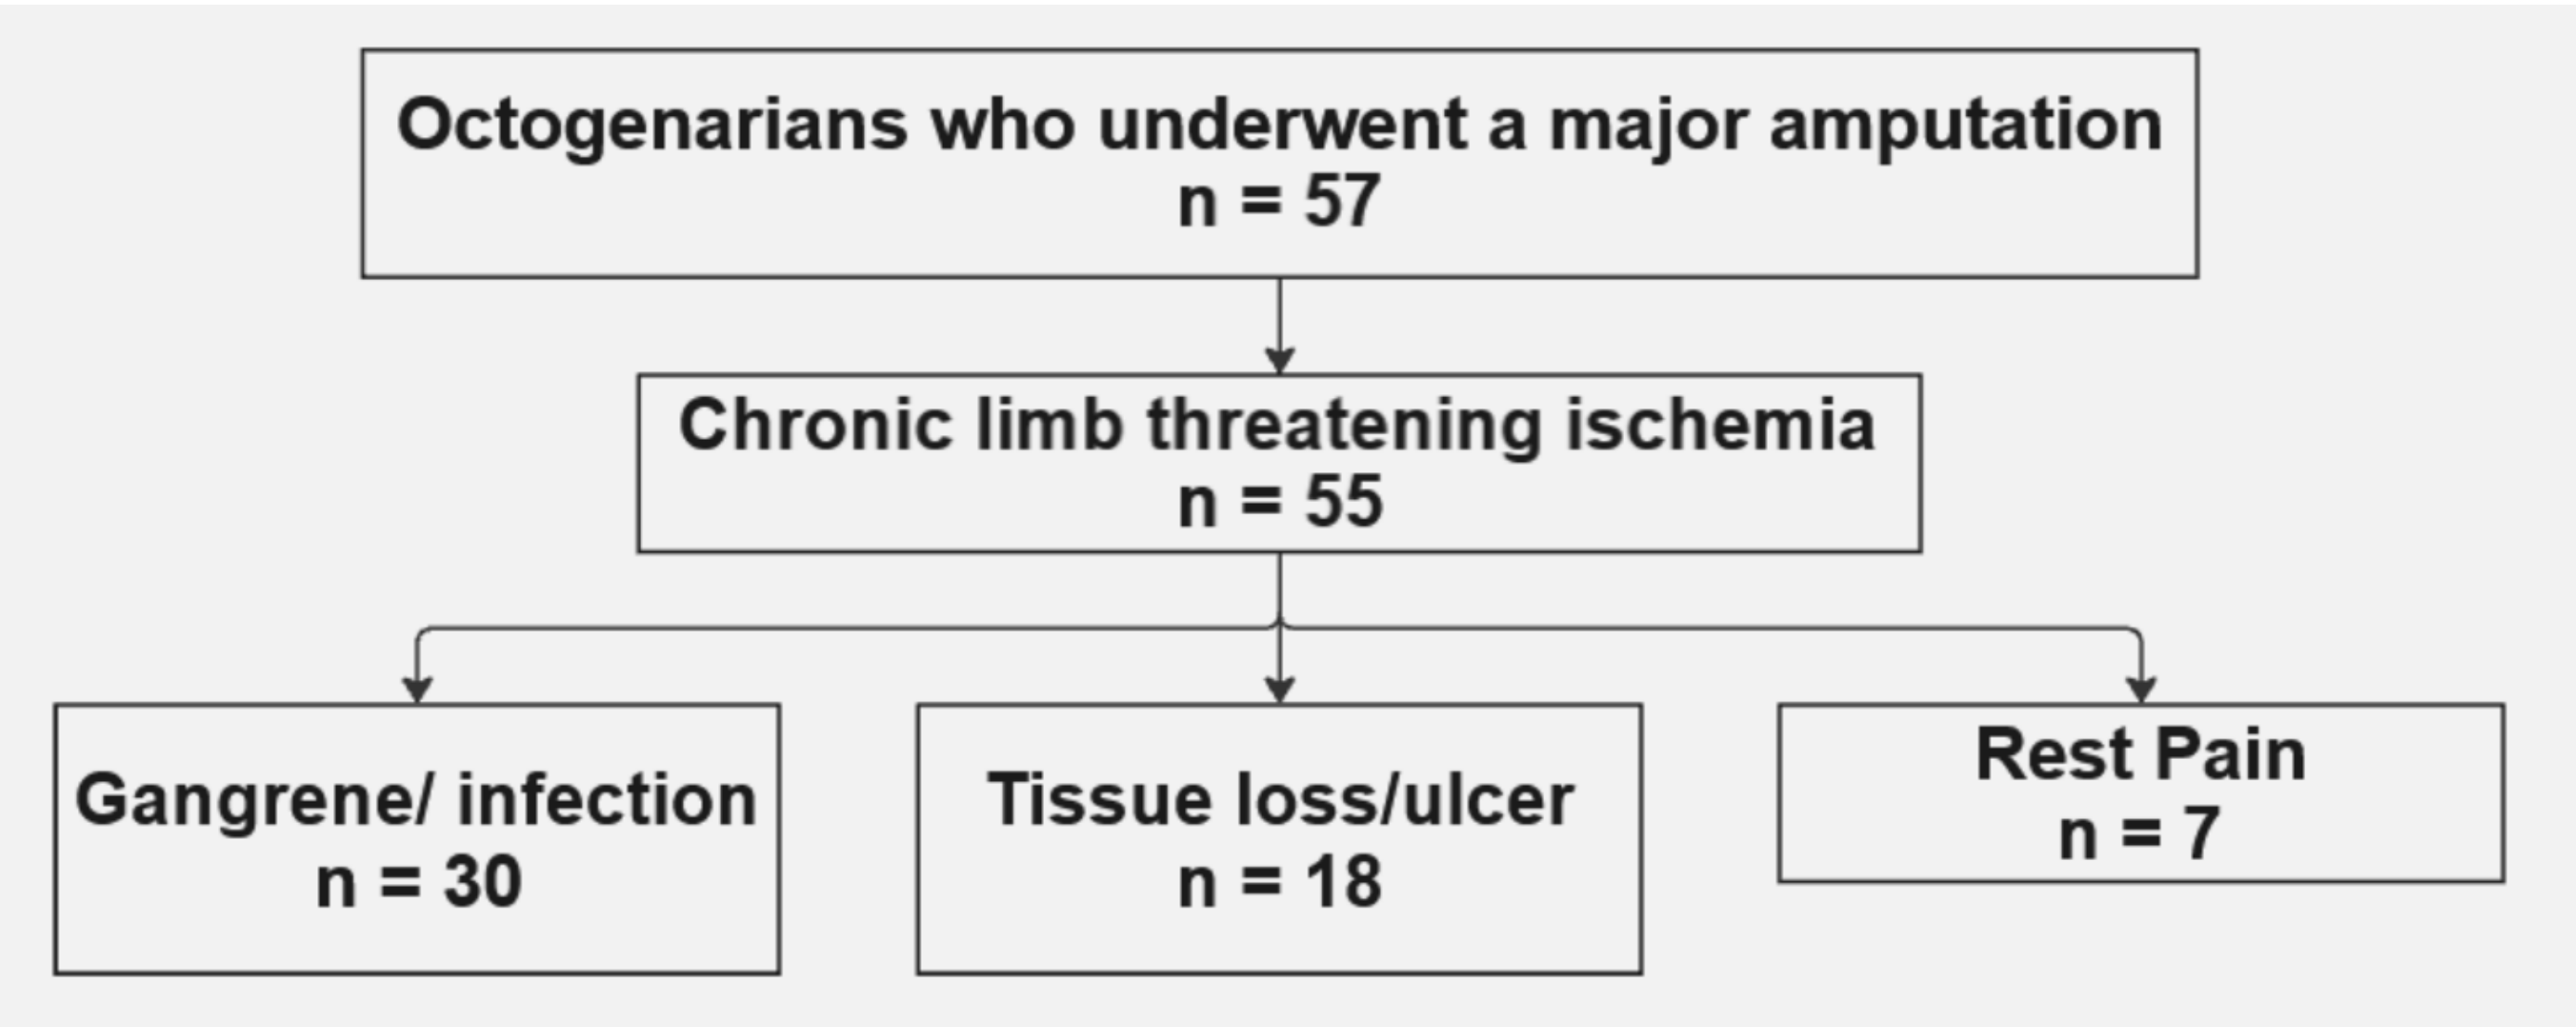 Octogenarians who underwent a major amputation
n = 57
Chronic limb threatening ischemia
n = 55
Gangrene/ infection
n = 30
Tissue loss/ulcer
n = 18
Rest Pain
n = 7